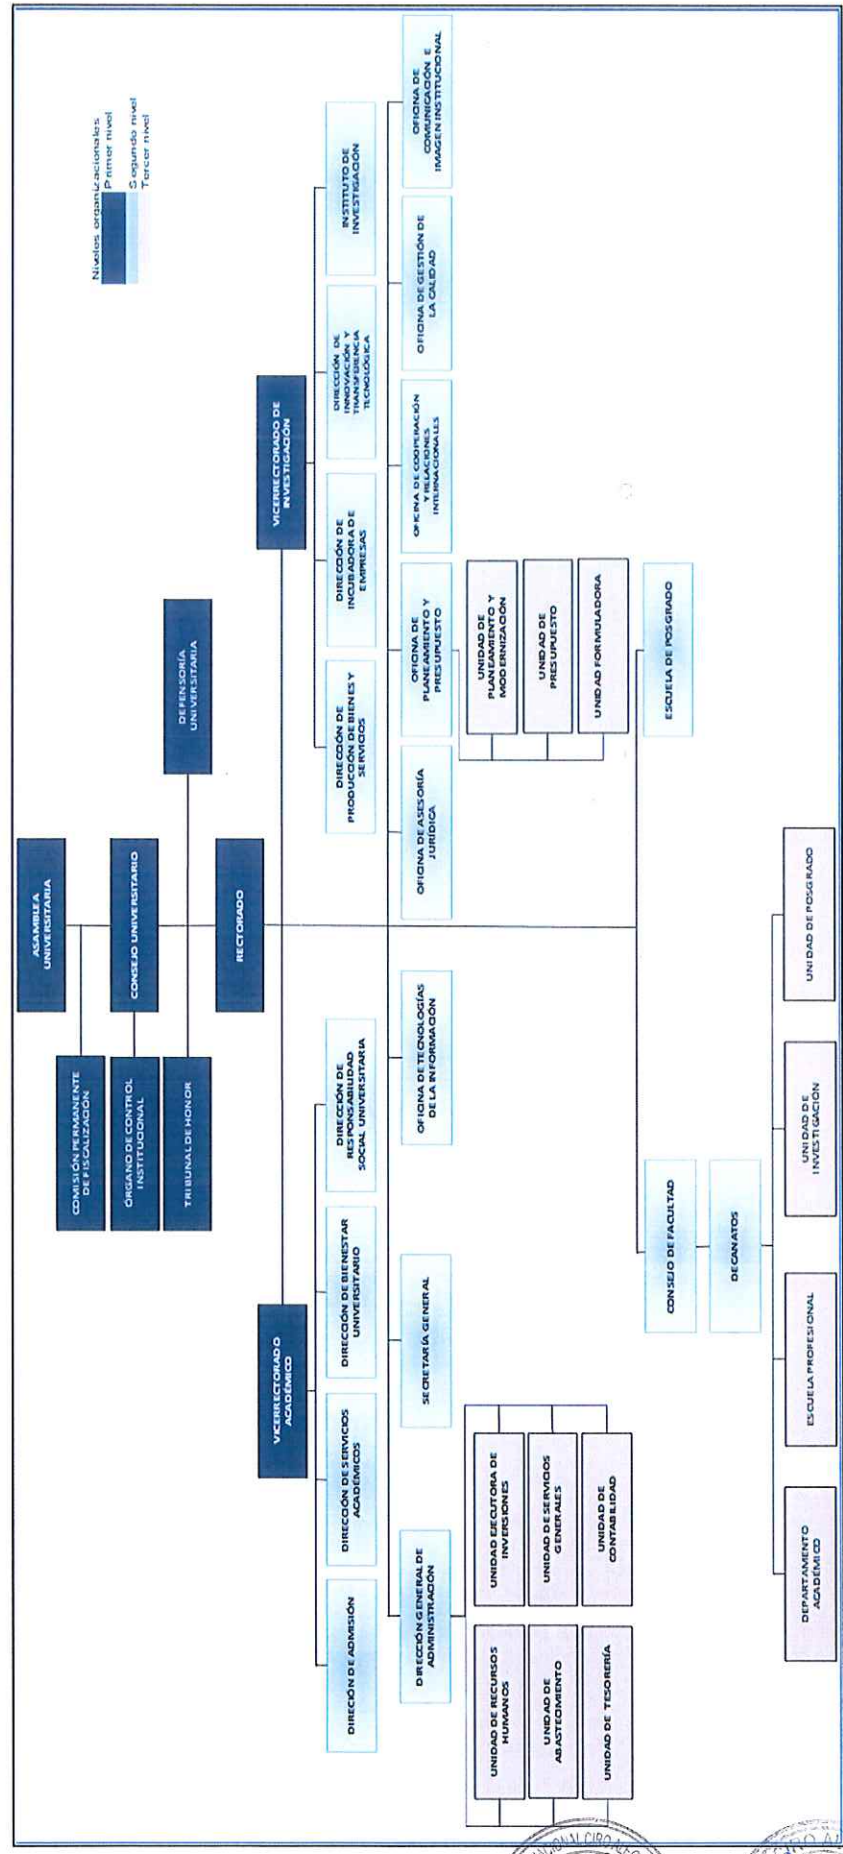 Niveles organizacionales
Primer nivel
Segundo nivel
Tercer nivel
ASAMBLEA
UNIVERSITARIA
COMISIÓN PERMANENTE
DE FISCALIZACIÓN
CONSEJO UNIVERSITARIO
ÓRGANO DE CONTROL
INSTITUCIONAL
TRIBUNAL DE HONOR
DEFENSORÍA
UNIVERSITARIA
RECTORADO
VICERRECTORADO
ACADÉMICO
VICERRECTORADO DE
INVESTIGACIÓN
DIRECIÓN DE ADMISIÓN
DIRECCIÓN DE SERVICIOS
ACADÉMICOS
DIRECCIÓN DE BIENESTAR
UNIVERSITARIO
DIRECCIÓN DE
RESPONSABILIDAD
SOCIAL UNIVERSITARIA
DIRECCIÓN DE
PRODUCCIÓN DE BIENES Y
SERVICIOS
DIRECCIÓN DE
INCUBADORA DE
EMPRESAS
DIRECCIÓN DE
INNOVACIÓN Y
TRANSFERENCIA
TECNOLÓGICA
INSTITUTO DE
INVESTIGACIÓN
DIRECCIÓN GENERAL DE
ADMINISTRACIÓN
SECRETARÍA GENERAL
OFICINA DE TECNOLOGÍAS
DE LA INFORMACIÓN
OFICINA DE ASESORÍA
JURÍDICA
OFICINA DE
PLANEAMIENTO Y
PRESUPUESTO
OFICINA DE COOPERACIÓN
Y RELACIONES
INTERNACIONALES
OFICINA DE GESTIÓN DE
LA CALIDAD
OFICINA DE
COMUNICACIÓN E
IMAGEN INSTITUCIONAL
UNIDAD DE RECURSOS
HUMANOS
UNIDAD EJECUTORA DE
INVERSIONES
UNIDAD DE
PLANEAMIENTO Y
MODERNIZACIÓN
UNIDAD DE
ABASTECIMIENTO
UNIDAD DE SERVICIOS
GENERALES
UNIDAD DE
PRESUPUESTO
UNIDAD DE TESORERÍA
UNIDAD DE
CONTABILIDAD
UNIDAD FORMULADORA
CONSEJO DE FACULTAD
ESCUELA DE POSGRADO
DECANATOS
DEPARTAMENTO
ACADÉMICO
ESCUELA PROFESIONAL
UNIDAD DE
INVESTIGACIÓN
UNIDAD DE POSGRADO